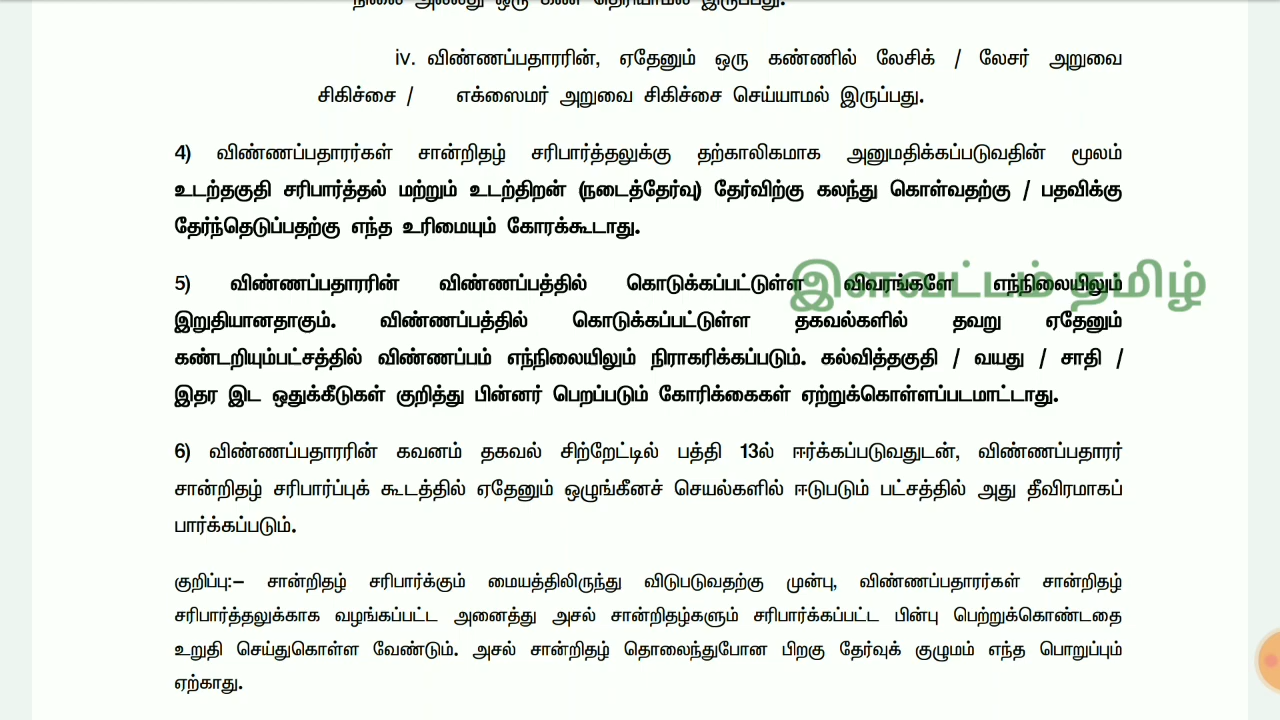 நிலை அல்லது ஒரு கண் தெரியாமல் இருப்பது.
iv. விண்ணப்பதாரரின், ஏதேனும் ஒரு கண்ணில் லேசிக் / லேசர் அறுவை
சிகிச்சை / எக்ஸைமர் அறுவை சிகிச்சை செய்யாமல் இருப்பது.
4) விண்ணப்பதாரர்கள் சான்றிதழ் சரிபார்த்தலுக்கு தற்காலிகமாக அனுமதிக்கப்படுவதின் மூலம்
உடற்தகுதி சரிபார்த்தல் மற்றும் உடற்திறன் (நடைத்தேர்வு) தேர்விற்கு கலந்து கொள்வதற்கு / பதவிக்கு
தேர்ந்தெடுப்பதற்கு எந்த உரிமையும் கோரக்கூடாது.
5) விண்ணப்பதாரரின் விண்ணப்பத்தில் கொடுக்கப்பட்டுள்ள விவரங்களே எந்நிலையிலும்
இளவட்டம் தமிழ்
இறுதியானதாகும். விண்ணப்பத்தில் கொடுக்கப்பட்டுள்ள தகவல்களில் தவறு ஏதேனும்
கண்டறியும்பட்சத்தில் விண்ணப்பம் எந்நிலையிலும் நிராகரிக்கப்படும். கல்வித்தகுதி / வயது / சாதி /
இதர இட ஒதுக்கீடுகள் குறித்து பின்னர் பெறப்படும் கோரிக்கைகள் ஏற்றுக்கொள்ளப்படமாட்டாது.
6) விண்ணப்பதாரரின் கவனம் தகவல் சிற்றேட்டில் பத்தி 13ல் ஈர்க்கப்படுவதுடன், விண்ணப்பதாரர்
சான்றிதழ் சரிபார்ப்புக் கூடத்தில் ஏதேனும் ஒழுங்கீனச் செயல்களில் ஈடுபடும் பட்சத்தில் அது தீவிரமாகப்
பார்க்கப்படும்.
குறிப்பு:– சான்றிதழ் சரிபார்க்கும் மையத்திலிருந்து விடுபடுவதற்கு முன்பு, விண்ணப்பதாரர்கள் சான்றிதழ்
சரிபார்த்தலுக்காக வழங்கப்பட்ட அனைத்து அசல் சான்றிதழ்களும் சரிபார்க்கப்பட்ட பின்பு பெற்றுக்கொண்டதை
உறுதி செய்துகொள்ள வேண்டும். அசல் சான்றிதழ் தொலைந்துபோன பிறகு தேர்வுக் குழுமம் எந்த பொறுப்பும்
ஏற்காது.